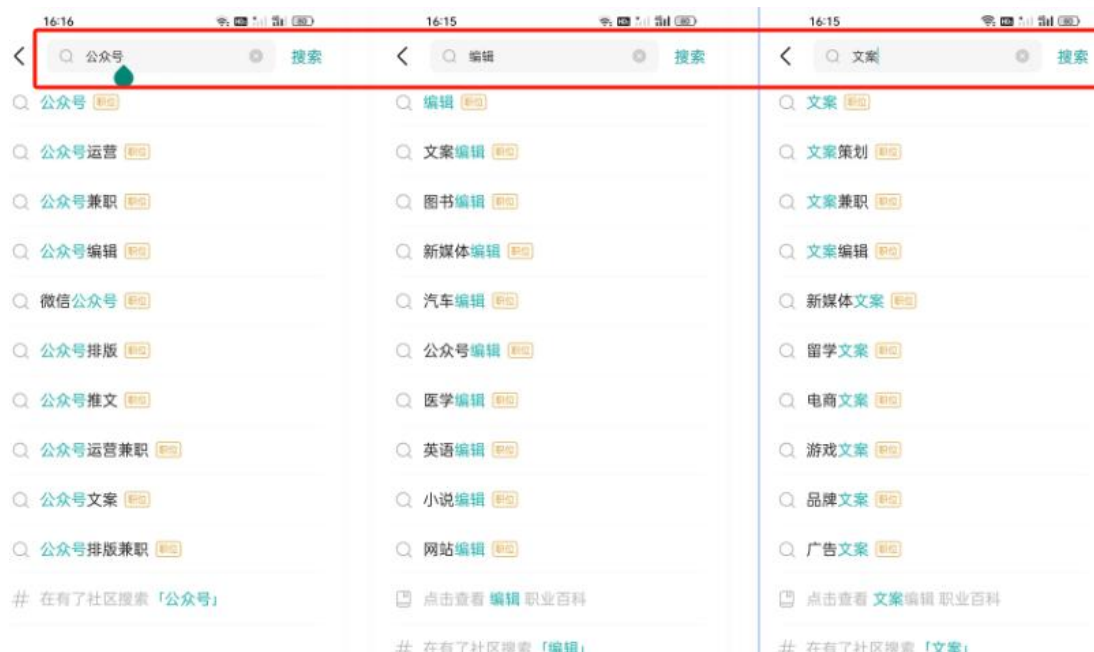 16:16
公众号
搜索
公众号 职位
公众号运营 职位
公众号兼职 职位
公众号编辑 职位
微信公众号 职位
公众号排版 职位
公众号推文 职位
公众号运营兼职 职位
公众号文案 职位
公众号排版兼职 职位
# 在有了社区搜索「公众号」
16:15
编辑
搜索
编辑 职位
文案编辑 职位
图书编辑 职位
新媒体编辑 职位
汽车编辑 职位
公众号编辑 职位
医学编辑 职位
英语编辑 职位
小说编辑 职位
网站编辑 职位
点击查看 编辑 职业百科
# 在有了社区搜索「编辑」
16:15
文案
搜索
文案 职位
文案策划 职位
文案兼职 职位
文案编辑 职位
新媒体文案 职位
留学文案 职位
电商文案 职位
游戏文案 职位
品牌文案 职位
广告文案 职位
点击查看 文案编辑 职业百科
# 在有了社区搜索「文案」